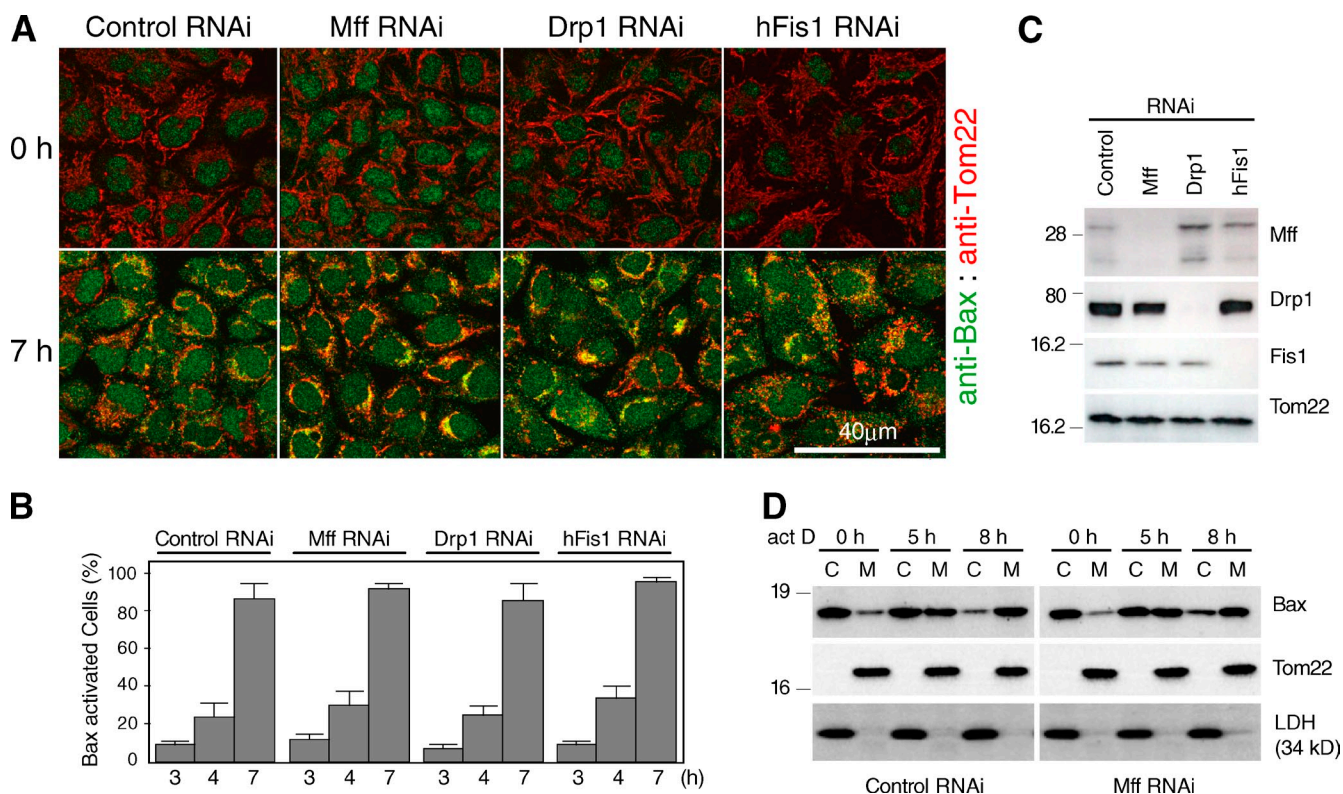 A
Control RNAi Mff RNAi Drp1 RNAi hFis1 RNAi
0 h
7 h
40μm
anti-Bax : anti-Tom22
B
Control RNAi Mff RNAi Drp1 RNAi hFis1 RNAi
Bax activated Cells (%)
100
80
60
40
20
0
3 4 7 3 4 7 3 4 7 3 4 7 (h)
C
RNAi
Control Mff Drp1 hFis1
28 Mff
80 Drp1
16.2 Fis1
16.2 Tom22
D
act D 0 h 5 h 8 h 0 h 5 h 8 h
C M C M C M C M C M C M
19 Bax
Tom22
16
LDH
(34 kD)
Control RNAi Mff RNAi